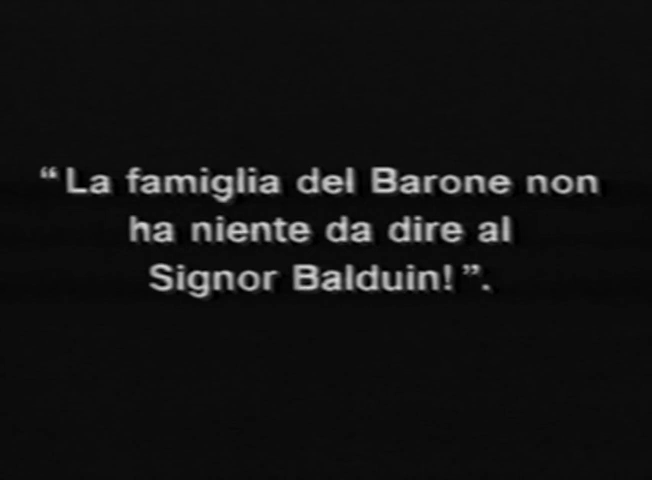 “La famiglia del Barone non
ha niente da dire al
Signor Balduin!”.